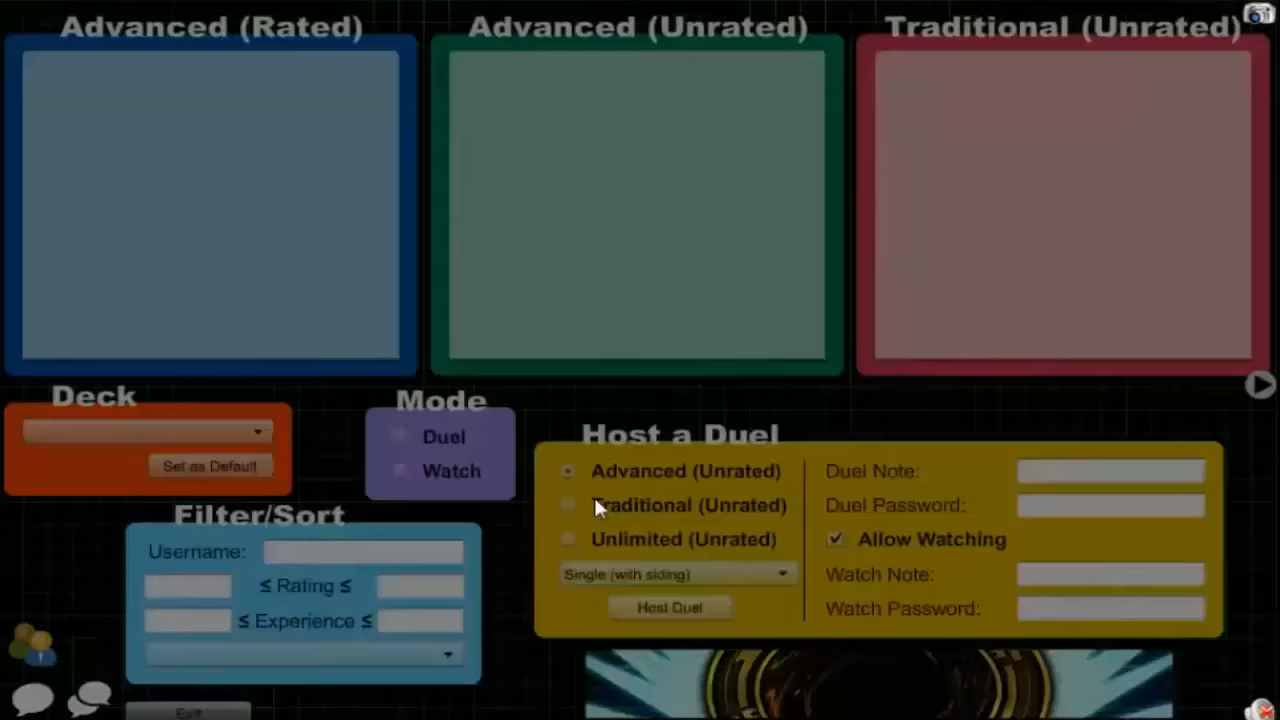 Advanced (Rated)
Advanced (Unrated)
Traditional (Unrated)
Deck
Set as Default
Mode
Duel
Watch
Filter/Sort
Username:
≤ Rating ≤
≤ Experience ≤
Exit
Host a Duel
Advanced (Unrated)
Traditional (Unrated)
Unlimited (Unrated)
Single (with siding)
Host Duel
Duel Note:
Duel Password:
Allow Watching
Watch Note:
Watch Password: